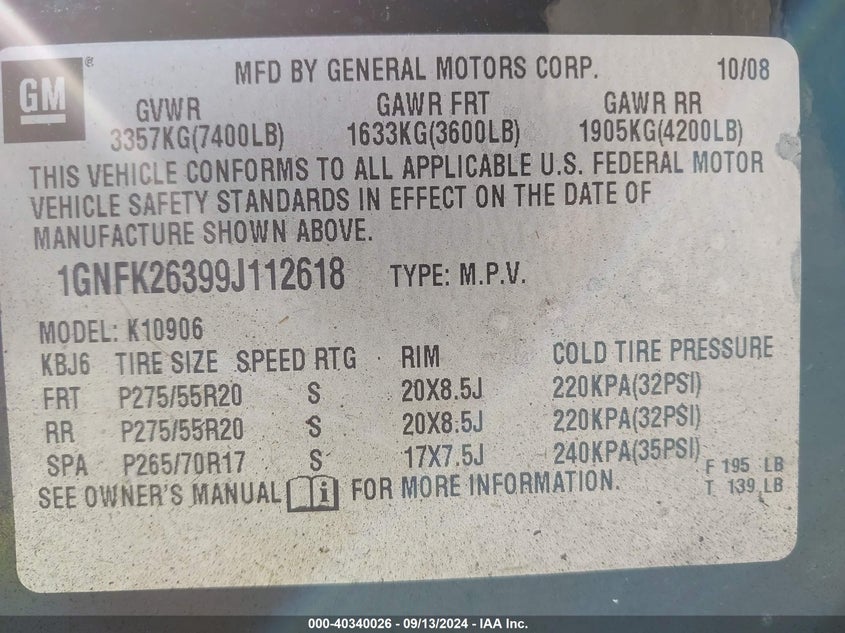 GM®
MFD BY GENERAL MOTORS CORP. 10/08
GVWR GAWR FRT GAWR RR
3357KG(7400LB) 1633KG(3600LB) 1905KG(4200LB)
THIS VEHICLE CONFORMS TO ALL APPLICABLE U.S. FEDERAL MOTOR
VEHICLE SAFETY STANDARDS IN EFFECT ON THE DATE OF
MANUFACTURE SHOWN ABOVE.
1GNFK26399J112618 TYPE: M.P.V.
MODEL: K10906
KBJ6 TIRE SIZE SPEED RTG RIM COLD TIRE PRESSURE
FRT P275/55R20 S 20X8.5J 220KPA(32PSI)
RR P275/55R20 S 20X8.5J 220KPA(32PSI)
SPA P265/70R17 S 17X7.5J 240KPA(35PSI)
F 195 LB
SEE OWNER'S MANUAL i FOR MORE INFORMATION.
T 139 LB
000-40340026 - 09/13/2024 - IAA Inc.